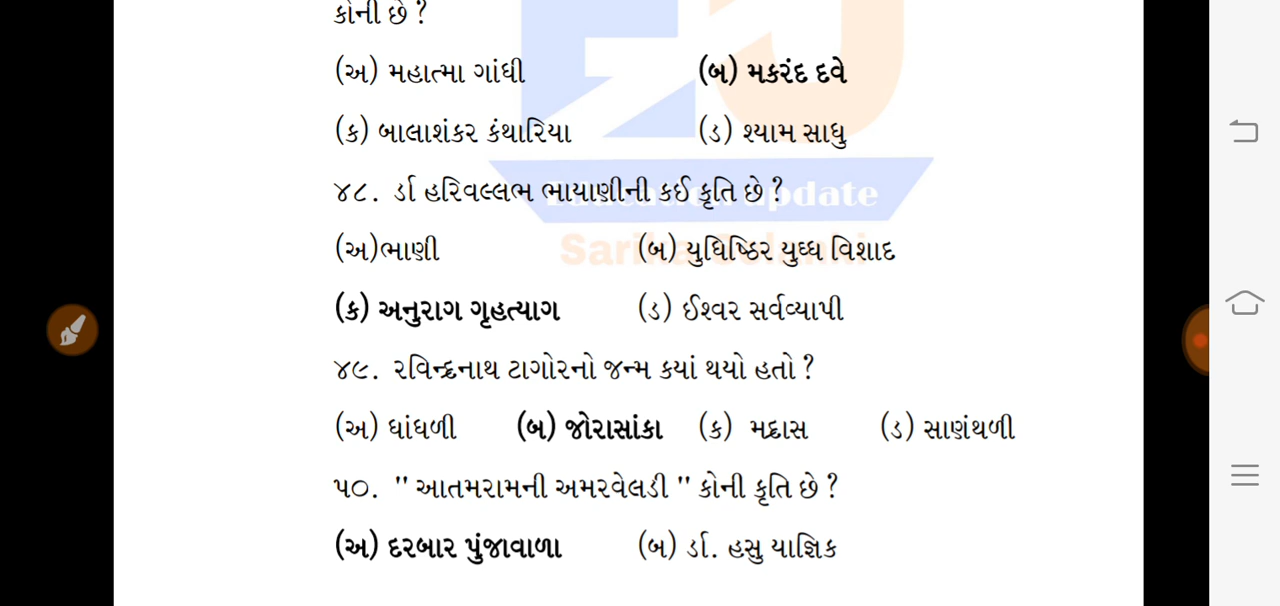 કોની છે ?
(અ) મહાત્મા ગાંધી (બ) મકરંદ દવે
(ક) બાલાશંકર કંથારિયા (ડ) શ્યામ સાધુ
૪૮. ર્ડા હરિવલ્લભ ભાયાણીની કઈ કૃતિ છે ?
(અ)ભાણી (બ) યુધિષ્ઠિર યુધ્ધ વિશાદ
(ક) અનુરાગ ગૃહત્યાગ (ડ) ઈશ્વર સર્વવ્યાપી
૪૯. રવિન્દ્રનાથ ટાગોરનો જન્મ કયાં થયો હતો ?
(અ) ધાંધળી (બ) જોરાસાંકા (ક) મદ્રાસ (ડ) સાણંથળી
૫૦. " આતમરામની અમરવેલડી " કોની કૃતિ છે ?
(અ) દરબાર પુંજાવાળા (બ) ર્ડા. હસુ યાજ્ઞિક